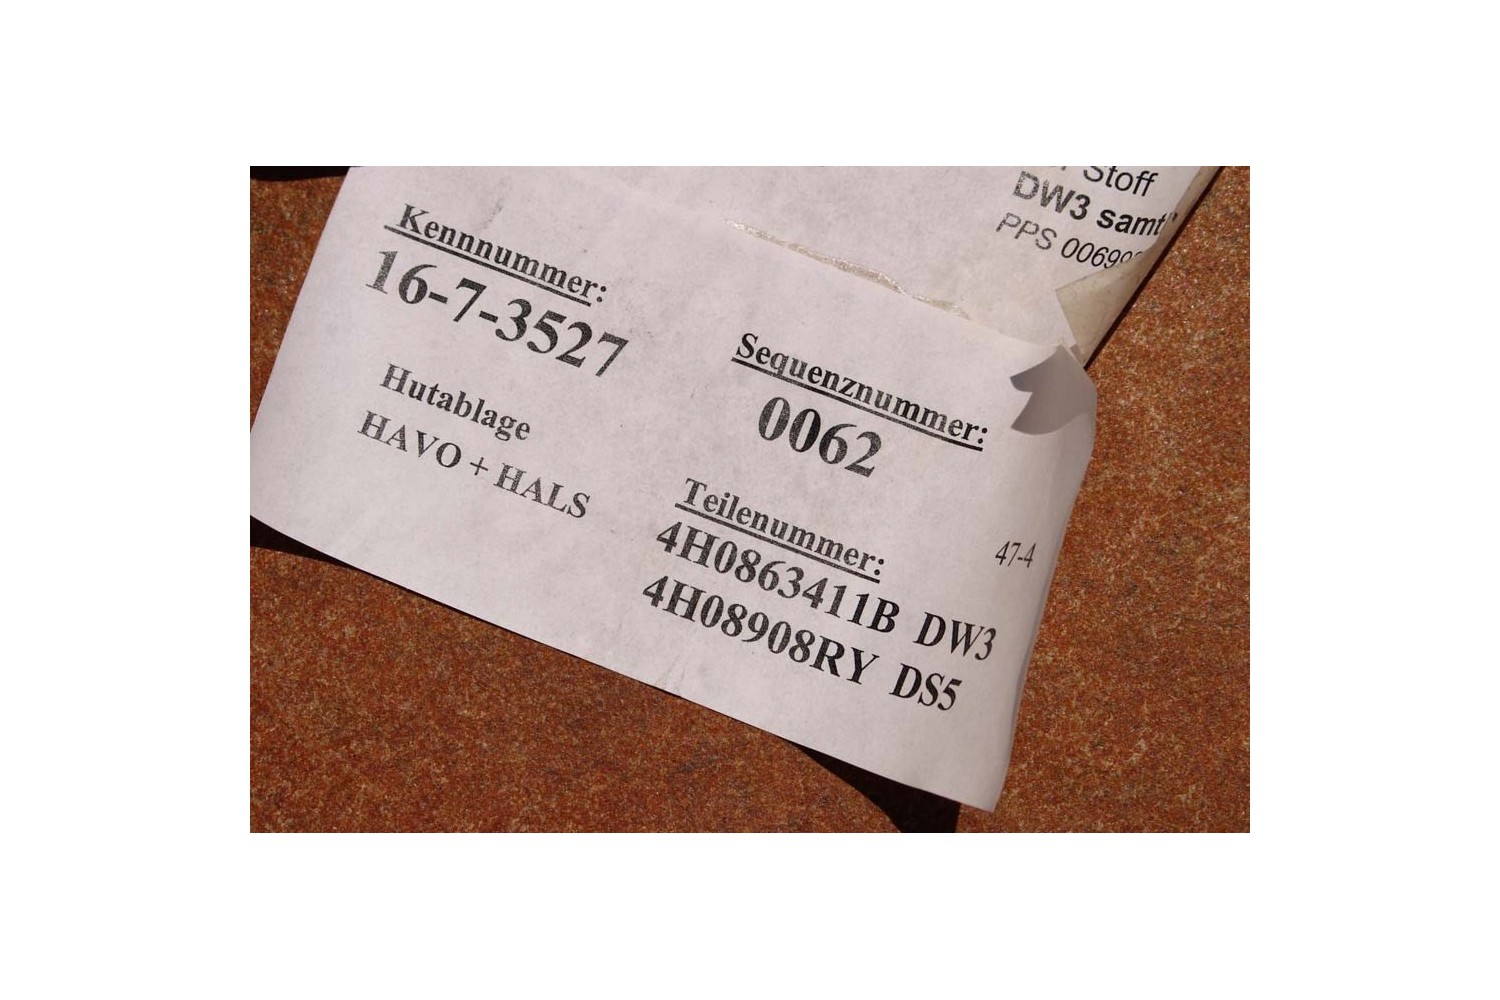 Stoff
DW3 samt
PPS
Kennnummer:
16-7-3527
Sequenznummer:
0062
Hutablage
HAVO + HALS
Teilenummer:
47-4
4H0863411B DW3
4H08908RY DS5